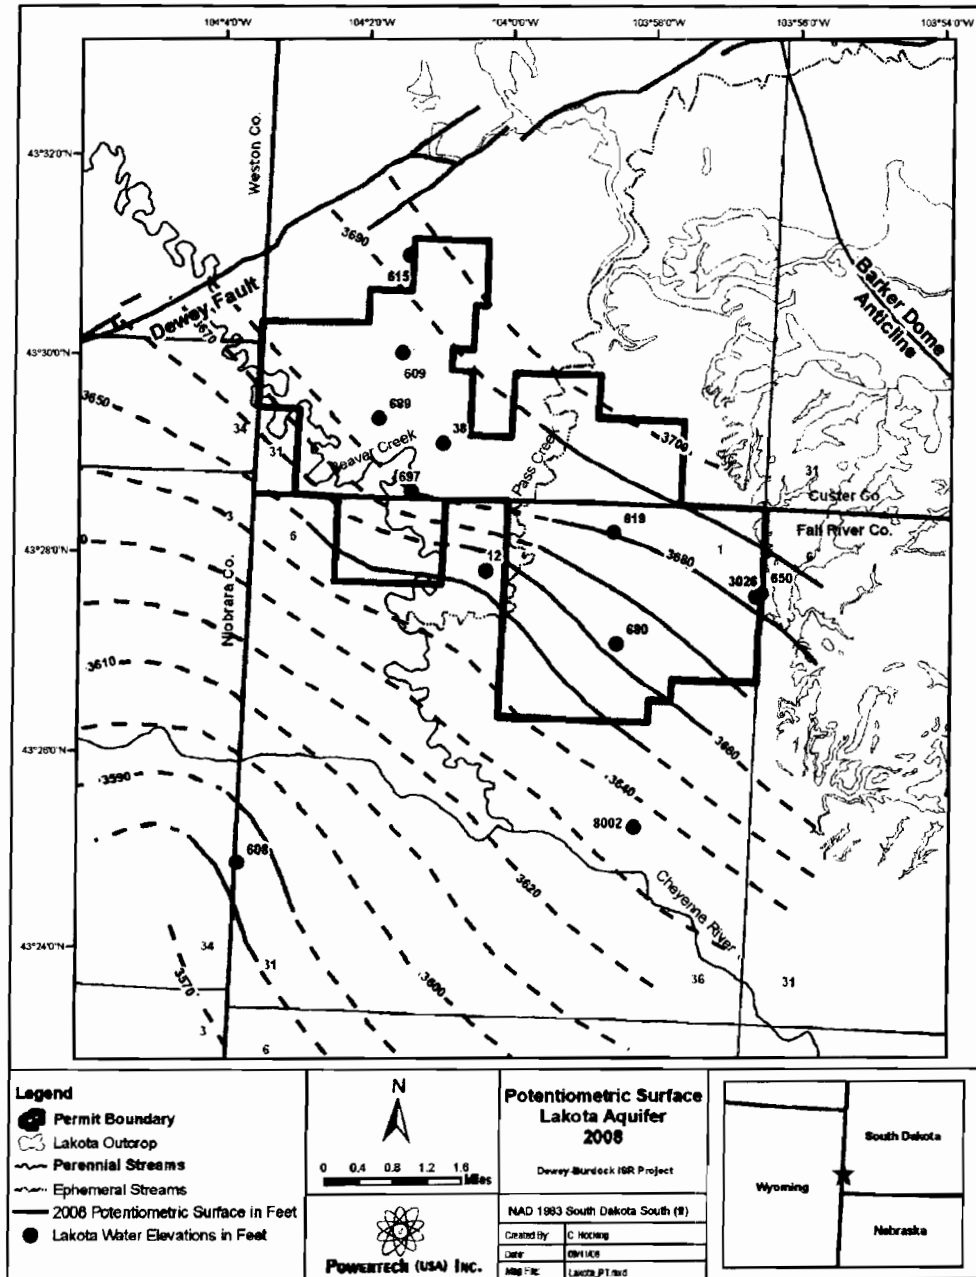 104°4'0"W
104°2'0"W
104°0'0"W
103°58'0"W
103°56'0"W
103°54'0"W
43°32'0"N
43°30'0"N
43°28'0"N
43°26'0"N
43°24'0"N
Weston Co.
Niobrara Co.
Dewey Fault
Barker Dome
Anticline
3690
615
609
689
38
697
Beaver Creek
Pass Creek
3670
3650
34
31
3700
31
Custer Co
Fall River Co.
3
6
0
12
619
1
3680
6
3026
650
690
3610
3660
1
3590
3640
8002
608
3620
Cheyenne River
34
31
3570
3600
36
31
3
6
Legend
Permit Boundary
Lakota Outcrop
Perennial Streams
Ephemeral Streams
2008 Potentiometric Surface in Feet
Lakota Water Elevations in Feet
N
0 0.4 0.8 1.2 1.6
Miles
POWERTECH (USA) INC.
Potentiometric Surface
Lakota Aquifer
2008
Dewey-Burdock ISR Project
NAD 1983 South Dakota South (ft)
Created By: C Hocking
Date:
Map File: Lakota_PT.mxd
South Dakota
Wyoming
Nebraska